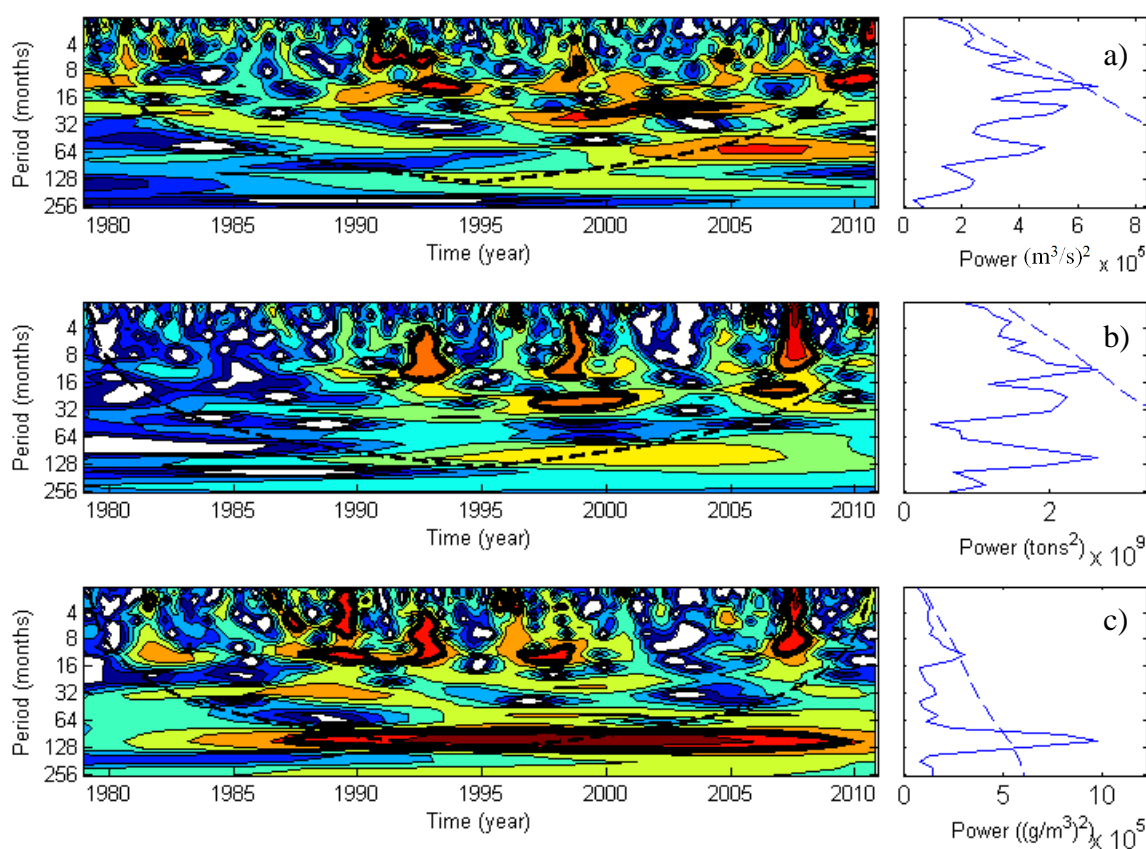 Period (months)
4
8
16
32
64
128
256
1980 1985 1990 1995 2000 2005 2010
Time (year)
a)
0 2 4 6 8
Power (m³/s)² × 10⁵
Period (months)
4
8
16
32
64
128
256
1980 1985 1990 1995 2000 2005 2010
Time (year)
b)
0 2
Power (tons²) × 10⁹
Period (months)
4
8
16
32
64
128
256
1980 1985 1990 1995 2000 2005 2010
Time (year)
c)
0 5 10
Power ((g/m³)²) × 10⁵